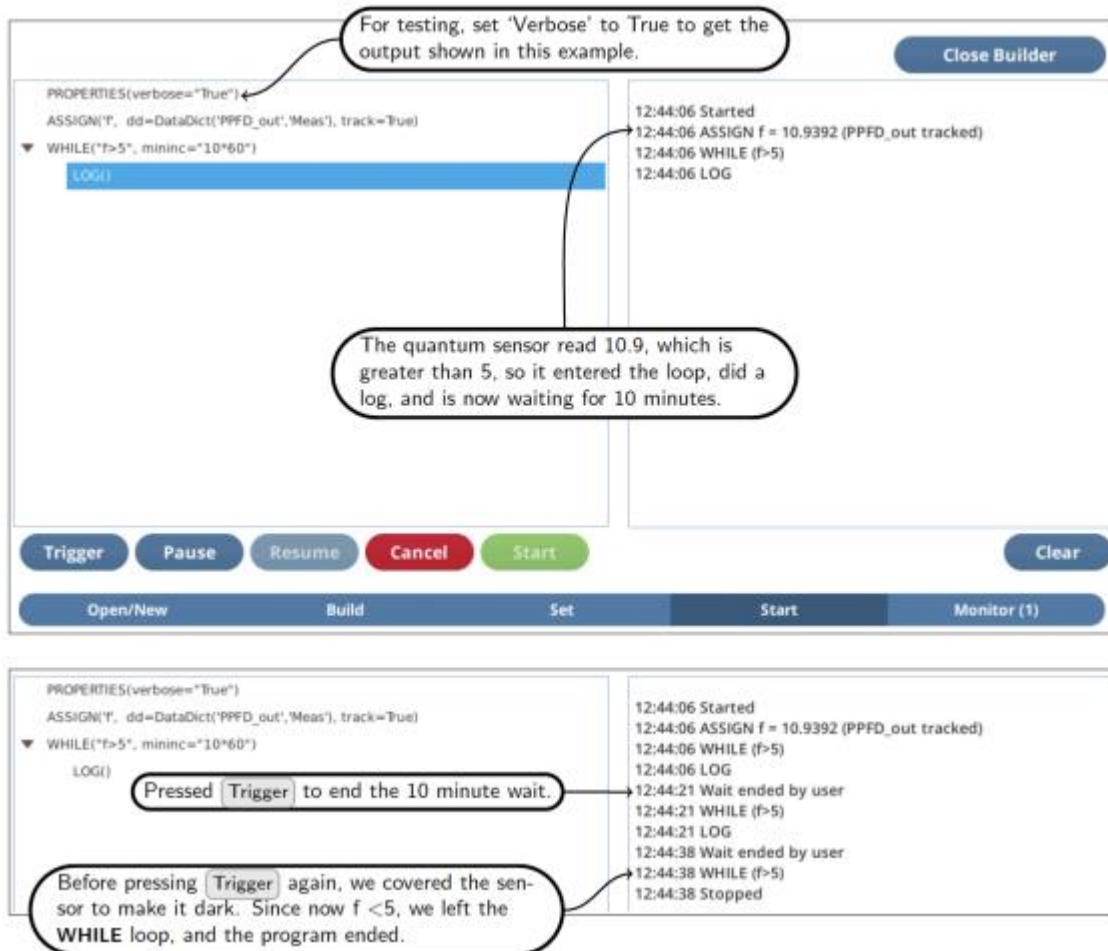 For testing, set ‘Verbose’ to True to get the
output shown in this example.
Close Builder
PROPERTIES(verbose="True")
ASSIGN('f', dd=DataDict('PPFD_out','Meas'), track=True)
WHILE("f>5", mininc="10*60")
LOG()
12:44:06 Started
12:44:06 ASSIGN f = 10.9392 (PPFD_out tracked)
12:44:06 WHILE (f>5)
12:44:06 LOG
The quantum sensor read 10.9, which is
greater than 5, so it entered the loop, did a
log, and is now waiting for 10 minutes.
Trigger Pause Resume Cancel Start Clear
Open/New Build Set Start Monitor (1)
PROPERTIES(verbose="True")
ASSIGN('f', dd=DataDict('PPFD_out','Meas'), track=True)
WHILE("f>5", mininc="10*60")
LOG()
12:44:06 Started
12:44:06 ASSIGN f = 10.9392 (PPFD_out tracked)
12:44:06 WHILE (f>5)
12:44:06 LOG
12:44:21 Wait ended by user
12:44:21 WHILE (f>5)
12:44:21 LOG
12:44:38 Wait ended by user
12:44:38 WHILE (f>5)
12:44:38 Stopped
Pressed Trigger to end the 10 minute wait.
Before pressing Trigger again, we covered the sen-
sor to make it dark. Since now f <5, we left the
WHILE loop, and the program ended.